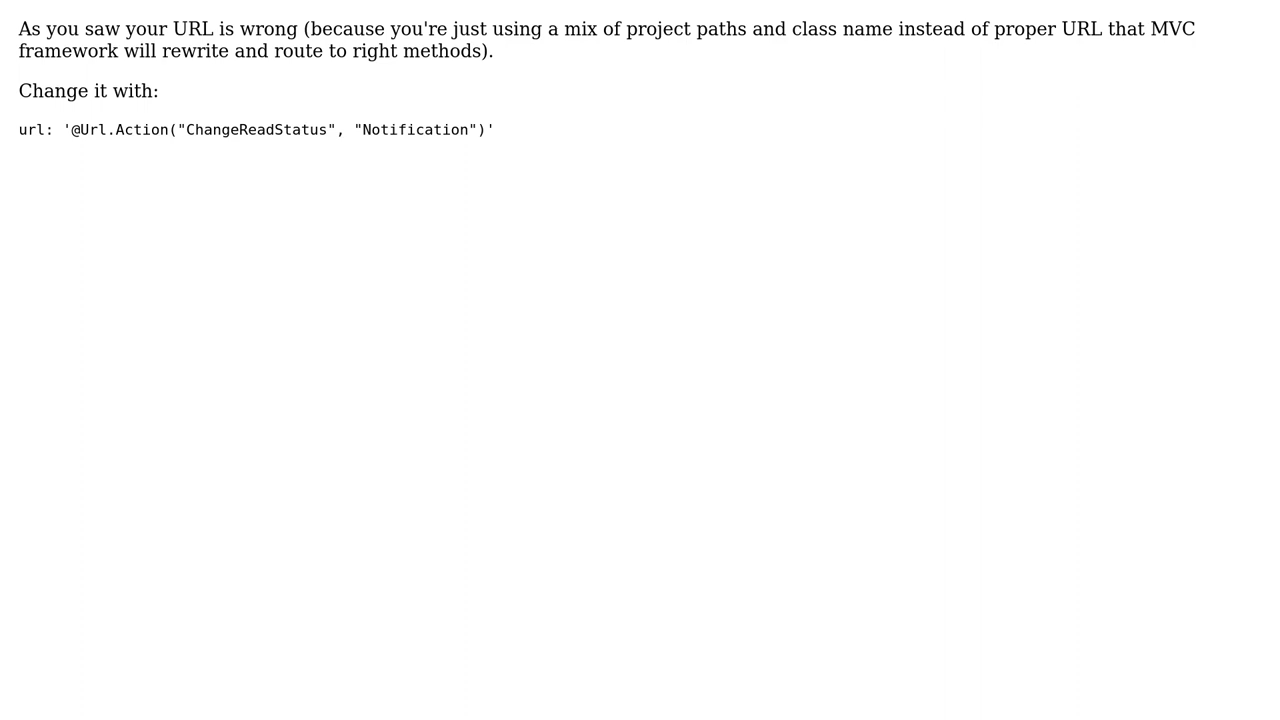 As you saw your URL is wrong (because you're just using a mix of project paths and class name instead of proper URL that MVC
framework will rewrite and route to right methods).
Change it with:
url: '@Url.Action("ChangeReadStatus", "Notification")'